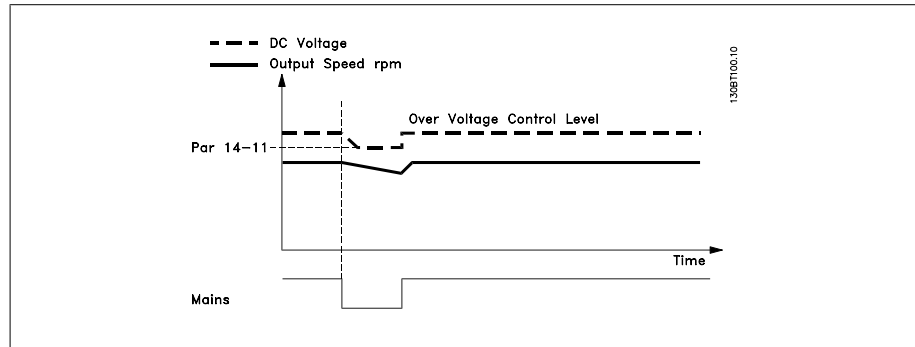 DC Voltage
Output Speed rpm
130BT100.10
Over Voltage Control Level
Par 14-11
Time
Mains